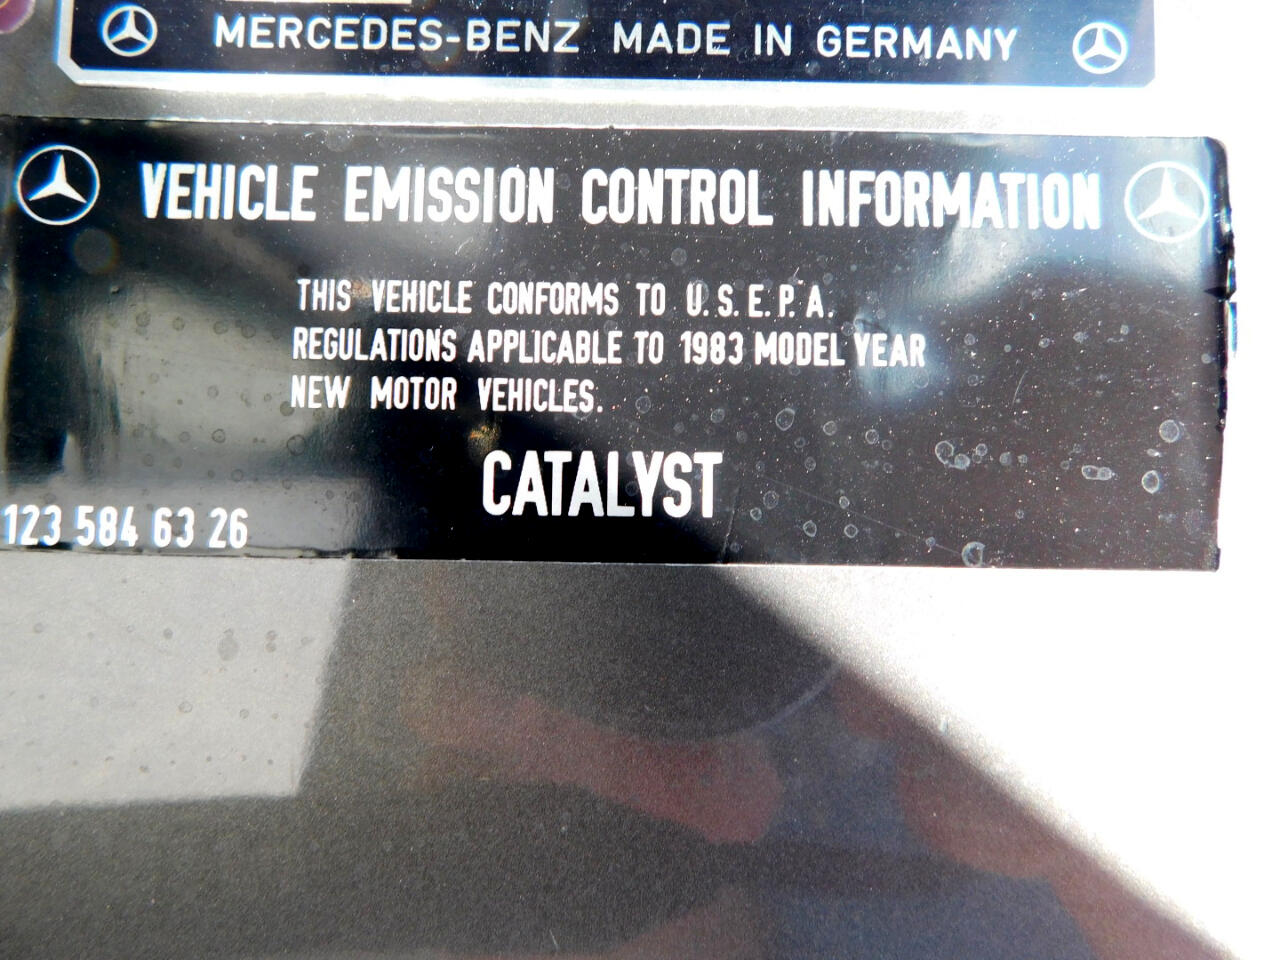 MERCEDES-BENZ MADE IN GERMANY
VEHICLE EMISSION CONTROL INFORMATION
THIS VEHICLE CONFORMS TO U.S.E.P.A.
REGULATIONS APPLICABLE TO 1983 MODEL YEAR
NEW MOTOR VEHICLES.
CATALYST
123 584 63 26